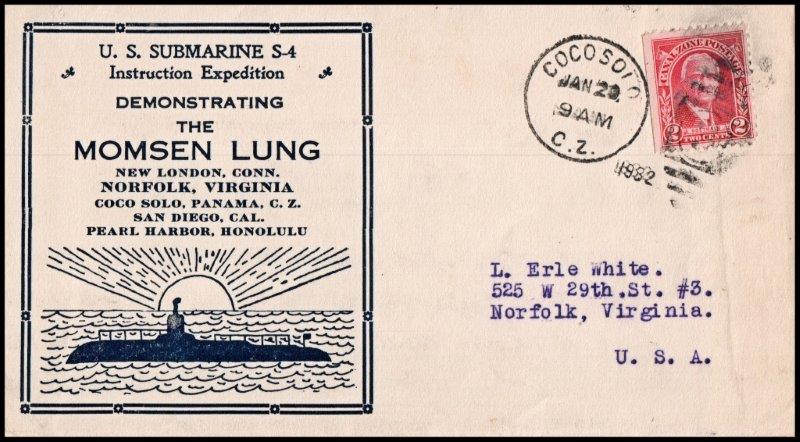 U. S. SUBMARINE S-4
Instruction Expedition
DEMONSTRATING
THE
MOMSEN LUNG
NEW LONDON, CONN.
NORFOLK, VIRGINIA
COCO SOLO, PANAMA, C. Z.
SAN DIEGO, CAL.
PEARL HARBOR, HONOLULU
COCO SOLO
JAN 29
9 AM
C. Z.
1932
CANAL ZONE POSTAGE
2 2
TWO CENTS
L. Erle White.
525 W 29th.St. #3.
Norfolk, Virginia.
U. S. A.